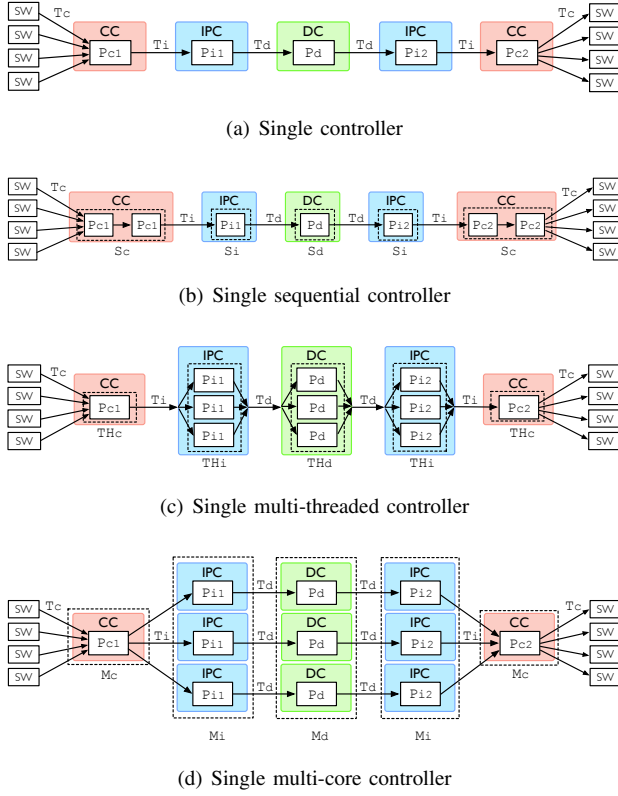 SW Tc CC IPC DC IPC CC Tc SW
SW Pc1 Ti Pi1 Td Pd Td Pi2 Ti Pc2 SW
SW SW
SW SW
(a) Single controller
SW Tc CC IPC DC IPC CC Tc SW
SW Pc1 Pc1 Ti Pi1 Td Pd Td Pi2 Ti Pc2 Pc2 SW
SW SW
SW Sc Si Sd Si Sc SW
(b) Single sequential controller
IPC DC IPC
SW Tc CC Pi1 Pd Pi2 CC Tc SW
SW Pc1 Ti Pi1 Td Pd Td Pi2 Ti Pc2 SW
SW THc Pi1 Pd Pi2 THc SW
SW THi THd THi SW
(c) Single multi-threaded controller
IPC DC IPC
Pi1 Td Pd Td Pi2
SW Tc CC IPC DC IPC CC Tc SW
SW Pc1 Ti Pi1 Td Pd Td Pi2 Ti Pc2 SW
SW Mc IPC DC IPC Mc SW
SW Pi1 Td Pd Td Pi2 SW
Mi Md Mi
(d) Single multi-core controller